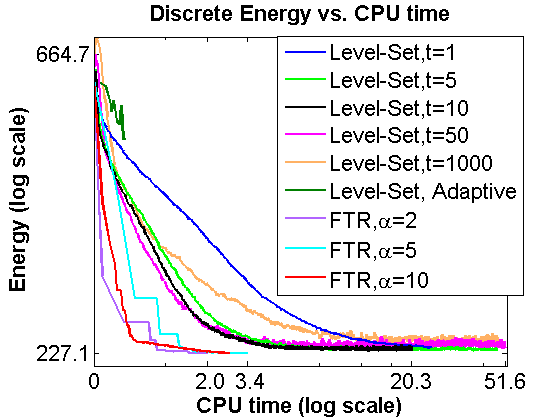 Discrete Energy vs. CPU time
664.7
227.1
Energy (log scale)
Level-Set,t=1
Level-Set,t=5
Level-Set,t=10
Level-Set,t=50
Level-Set,t=1000
Level-Set, Adaptive
FTR,α=2
FTR,α=5
FTR,α=10
0 2.0 3.4 20.3 51.6
CPU time (log scale)